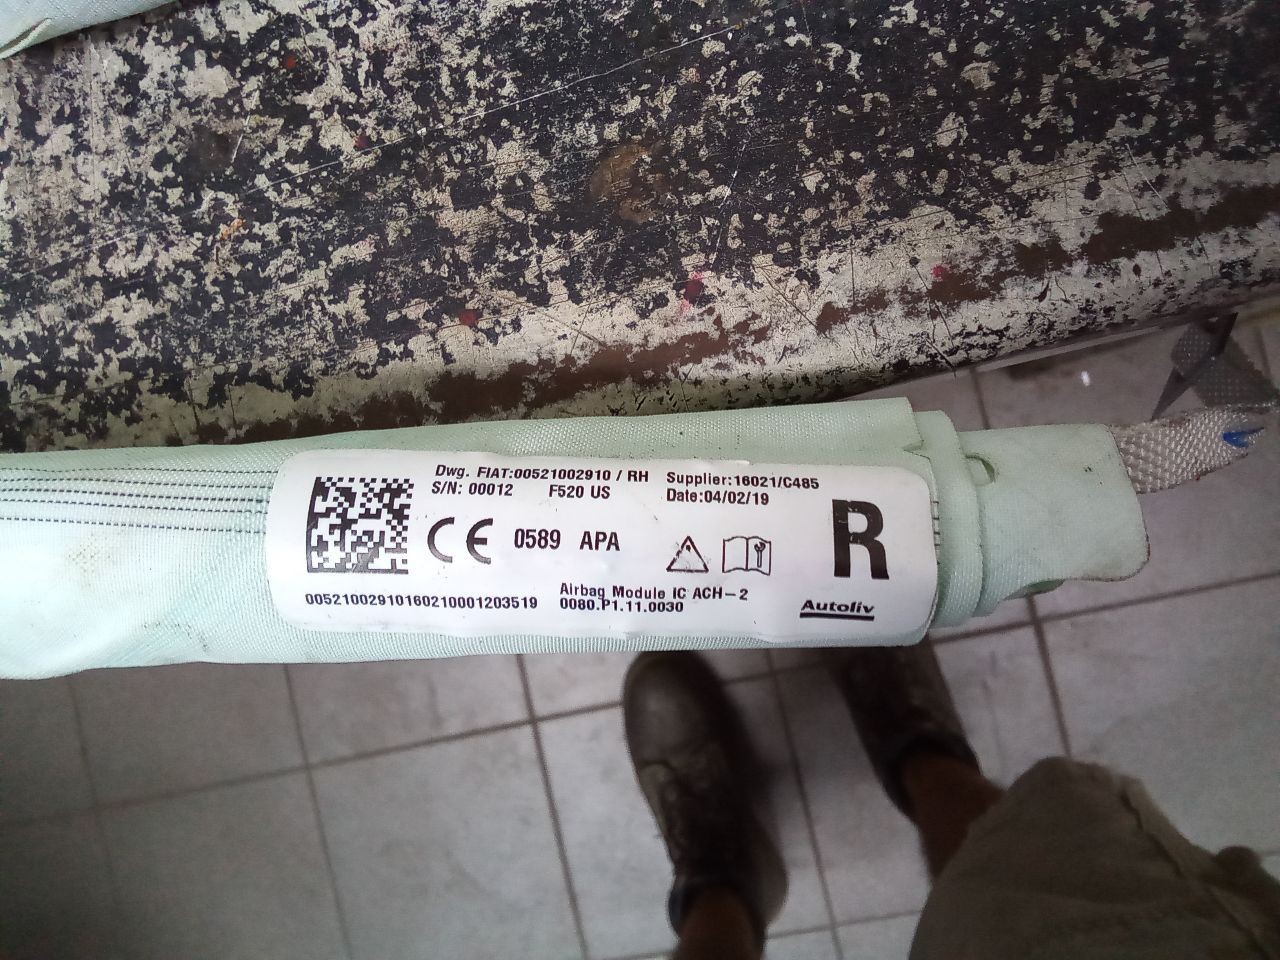 Dwg. FIAT:00521002910 / RH Supplier:16021/C485
S/N: 00012 F520 US Date:04/02/19
CE 0589 APA
R
Airbag Module IC ACH-2
00521002910160210001203519 0080.P1.11.0030
Autoliv